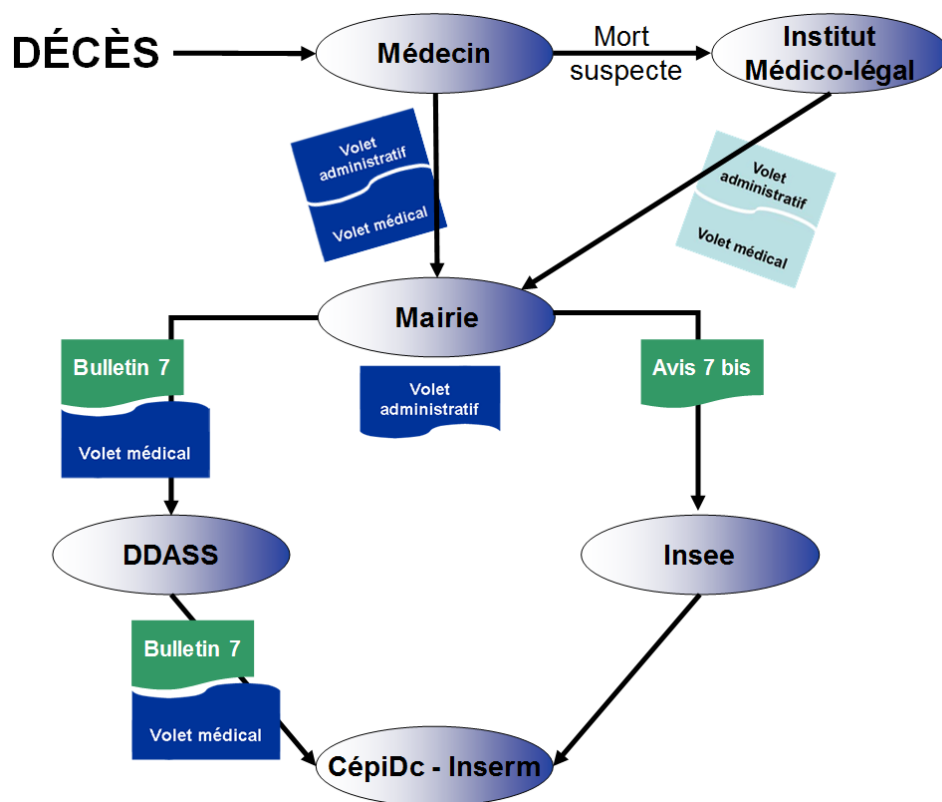 DÉCÈS
Médecin
Mort
suspecte
Institut
Médico-légal
Volet
administratif
Volet médical
Volet
administratif
Volet médical
Mairie
Bulletin 7
Volet médical
Volet
administratif
Avis 7 bis
DDASS
Insee
Bulletin 7
Volet médical
CépiDc - Inserm